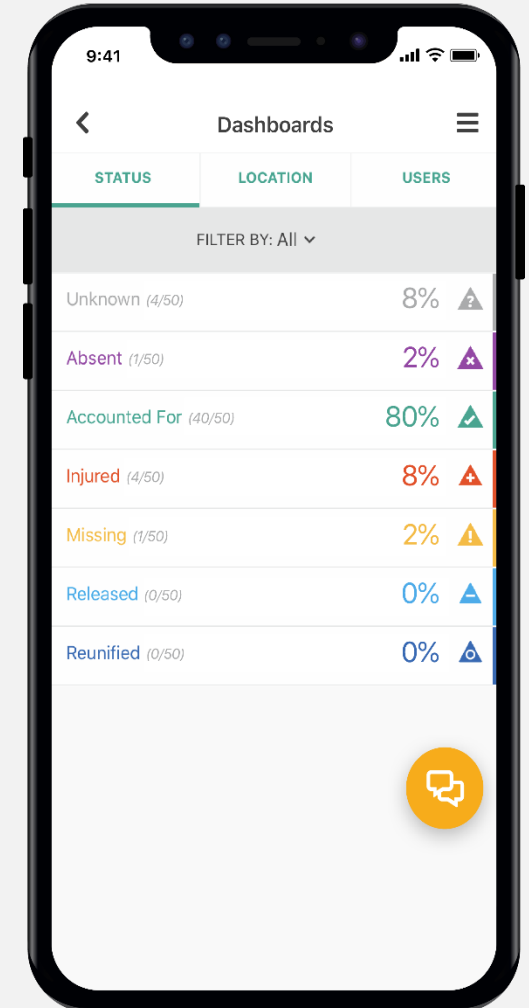 9:41
Dashboards
STATUS LOCATION USERS
FILTER BY: All
Unknown (4/50) 8%
Absent (1/50) 2%
Accounted For (40/50) 80%
Injured (4/50) 8%
Missing (1/50) 2%
Released (0/50) 0%
Reunified (0/50) 0%